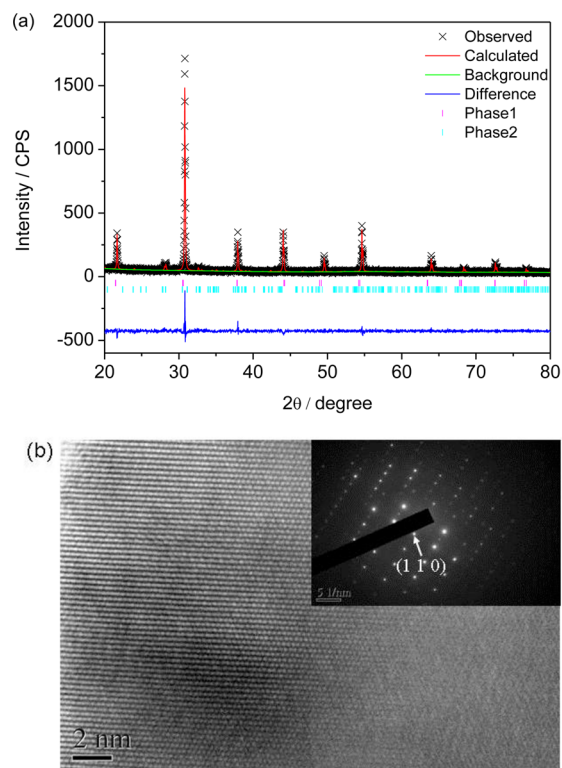 (a)
2000
1500
1000
500
0
-500
Intensity / CPS
Observed
Calculated
Background
Difference
Phase1
Phase2
20 30 40 50 60 70 80
2θ / degree
(b)
(1 1 0)
5 1/nm
2 nm